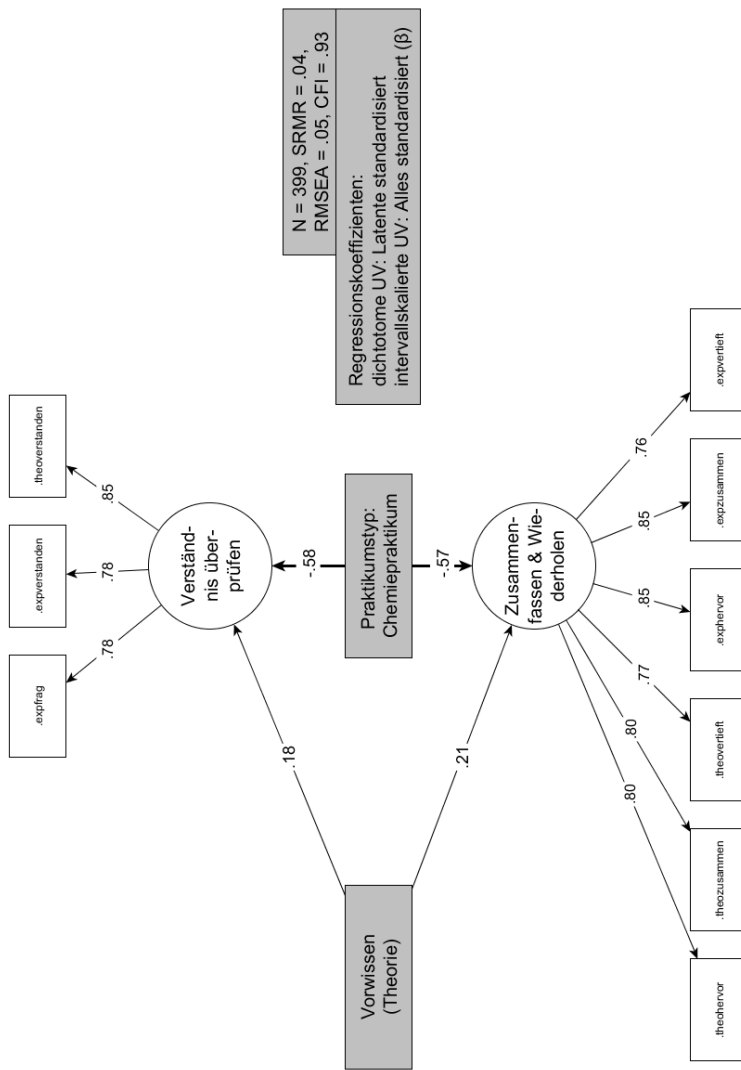 .expfrag
.expverstanden
.theoverstanden
.78
.78
.85
Verständ-
nis über-
prüfen
N = 399, SRMR = .04,
RMSEA = .05, CFI = .93
Regressionskoeffizienten:
dichtotome UV: Latente standardisiert
intervallskalierte UV: Alles standardisiert (β)
.18
-.58
Vorwissen
(Theorie)
Praktikumstyp:
Chemiepraktikum
.21
-.57
Zusammen-
fassen & Wie-
derholen
.80
.80
.77
.85
.85
.76
.theohervor
.theozusammen
.theovertieft
.exphervor
.expzusammen
.expvertieft